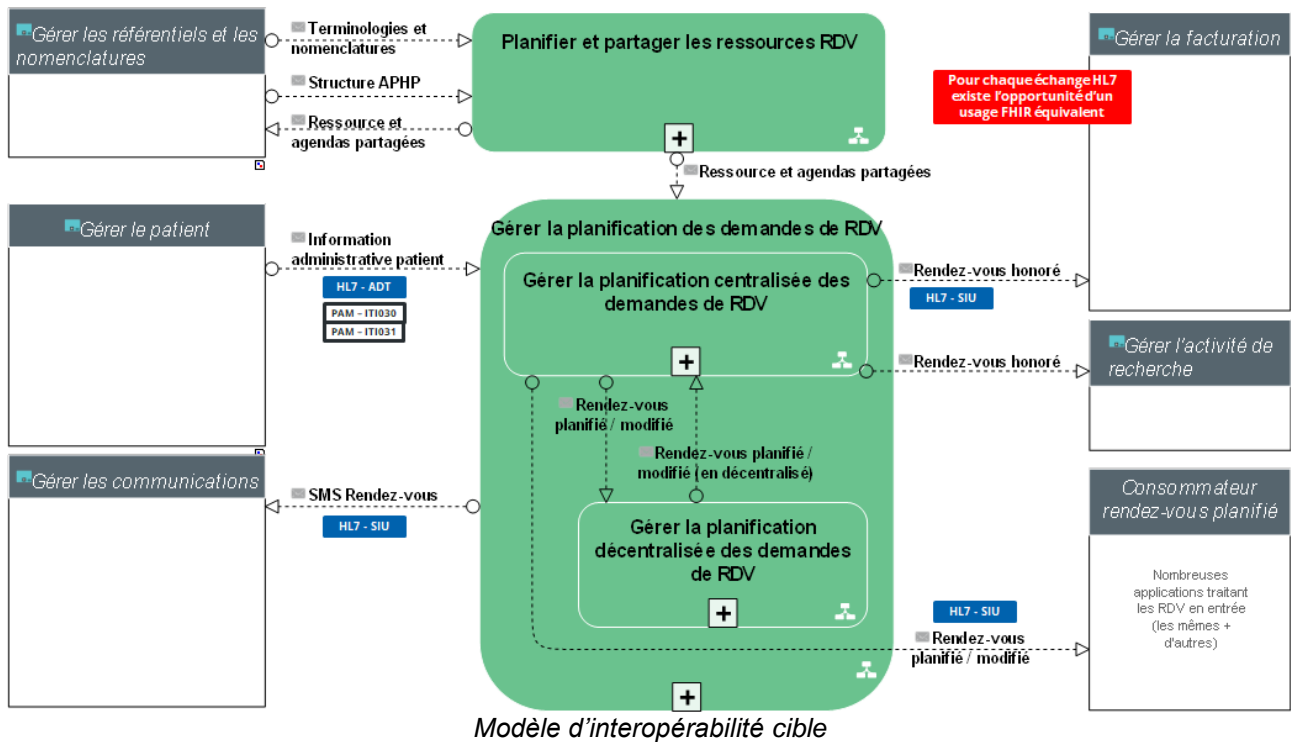 Gérer les référentiels et les
nomenclatures
Terminologies et
nomenclatures
Structure APHP
Ressource et
agendas partagées
Planifier et partager les ressources RDV
Gérer la facturation
Pour chaque échange HL7
existe l'opportunité d'un
usage FHIR équivalent
Ressource et agendas partagées
Gérer le patient
Information
administrative patient
HL7 - ADT
PAM – ITI030
PAM – ITI031
Gérer la planification des demandes de RDV
Gérer la planification centralisée des
demandes de RDV
Rendez-vous honoré
HL7 - SIU
Rendez-vous honoré
Gérer l'activité de
recherche
Rendez-vous
planifié / modifié
Rendez-vous planifié /
modifié (en décentralisé)
Gérer les communications
SMS Rendez-vous
HL7 - SIU
Gérer la planification
décentralisée des demandes
de RDV
Consommateur
rendez-vous planifié
Nombreuses
applications traitant
les RDV en entrée
(les mêmes +
d'autres)
HL7 - SIU
Rendez-vous
planifié / modifié
Modèle d'interopérabilité cible